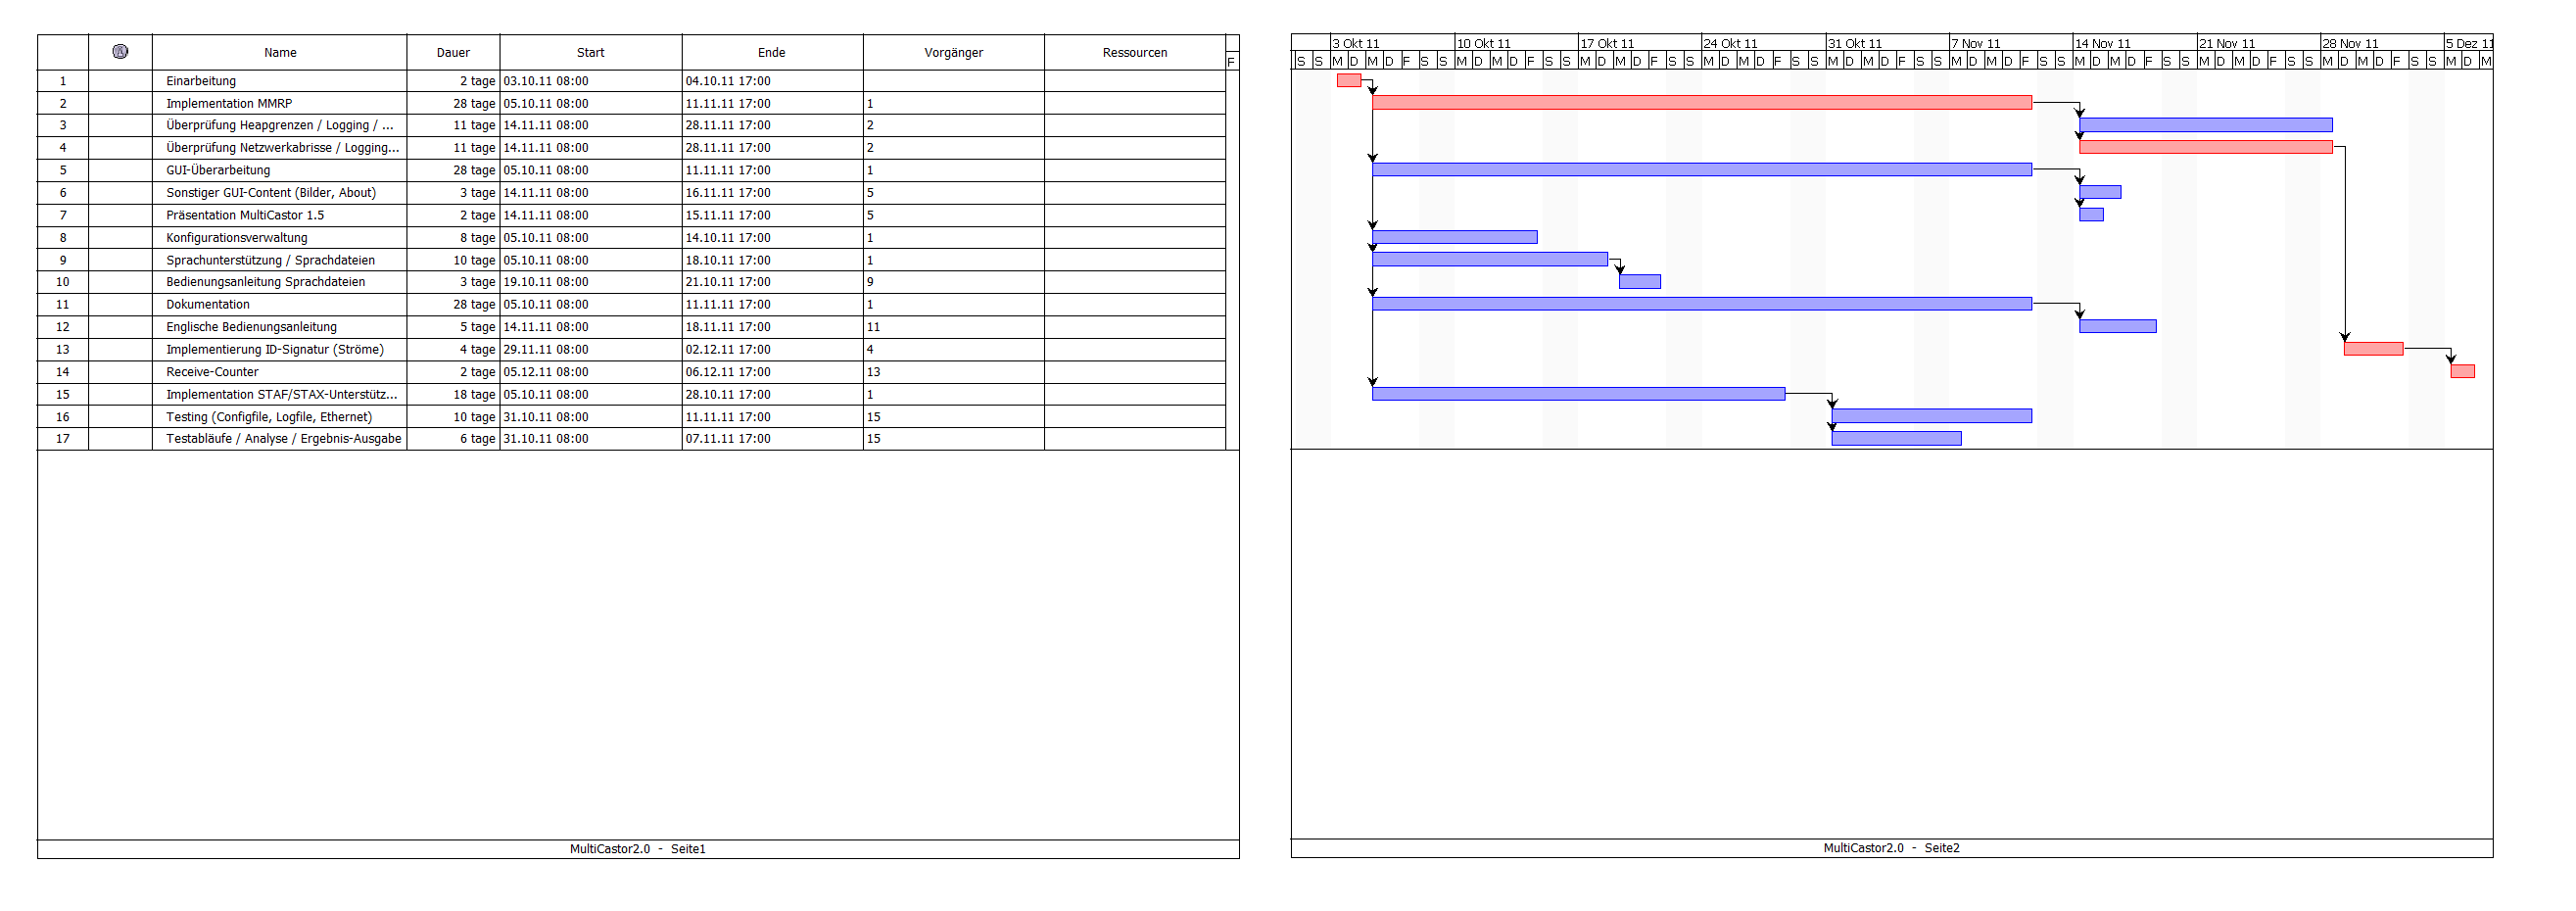 Name Dauer Start Ende Vorgänger Ressourcen
F
1 Einarbeitung 2 tage 03.10.11 08:00 04.10.11 17:00
2 Implementation MMRP 28 tage 05.10.11 08:00 11.11.11 17:00 1
3 Überprüfung Heapgrenzen / Logging / ... 11 tage 14.11.11 08:00 28.11.11 17:00 2
4 Überprüfung Netzwerkabrisse / Logging... 11 tage 14.11.11 08:00 28.11.11 17:00 2
5 GUI-Überarbeitung 28 tage 05.10.11 08:00 11.11.11 17:00 1
6 Sonstiger GUI-Content (Bilder, About) 3 tage 14.11.11 08:00 16.11.11 17:00 5
7 Präsentation MultiCastor 1.5 2 tage 14.11.11 08:00 15.11.11 17:00 5
8 Konfigurationsverwaltung 8 tage 05.10.11 08:00 14.10.11 17:00 1
9 Sprachunterstützung / Sprachdateien 10 tage 05.10.11 08:00 18.10.11 17:00 1
10 Bedienungsanleitung Sprachdateien 3 tage 19.10.11 08:00 21.10.11 17:00 9
11 Dokumentation 28 tage 05.10.11 08:00 11.11.11 17:00 1
12 Englische Bedienungsanleitung 5 tage 14.11.11 08:00 18.11.11 17:00 11
13 Implementierung ID-Signatur (Ströme) 4 tage 29.11.11 08:00 02.12.11 17:00 4
14 Receive-Counter 2 tage 05.12.11 08:00 06.12.11 17:00 13
15 Implementation STAF/STAX-Unterstütz... 18 tage 05.10.11 08:00 28.10.11 17:00 1
16 Testing (Configfile, Logfile, Ethernet) 10 tage 31.10.11 08:00 11.11.11 17:00 15
17 Testabläufe / Analyse / Ergebnis-Ausgabe 6 tage 31.10.11 08:00 07.11.11 17:00 15
MultiCastor2.0 - Seite1
3 Okt 11 10 Okt 11 17 Okt 11 24 Okt 11 31 Okt 11 7 Nov 11 14 Nov 11 21 Nov 11 28 Nov 11 5 Dez 11
S S M D M D F S S M D M D F S S M D M D F S S M D M D F S S M D M D F S S M D M D F S S M D M D F S S M D M D F S S M D M D F S S M D M
MultiCastor2.0 - Seite2